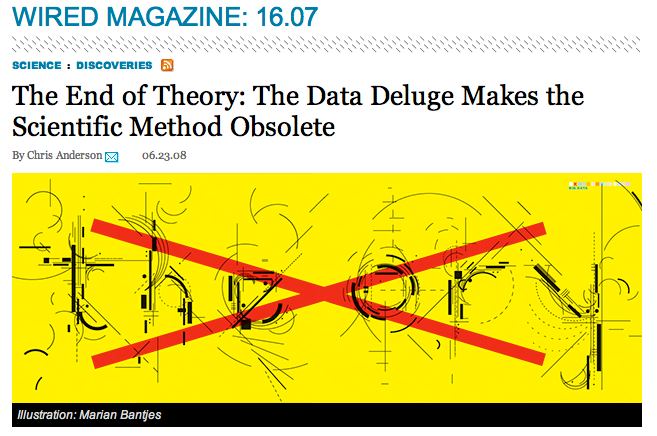 WIRED MAGAZINE: 16.07
SCIENCE : DISCOVERIES
The End of Theory: The Data Deluge Makes the
Scientific Method Obsolete
By Chris Anderson 06.23.08
theory
Illustration: Marian Bantjes